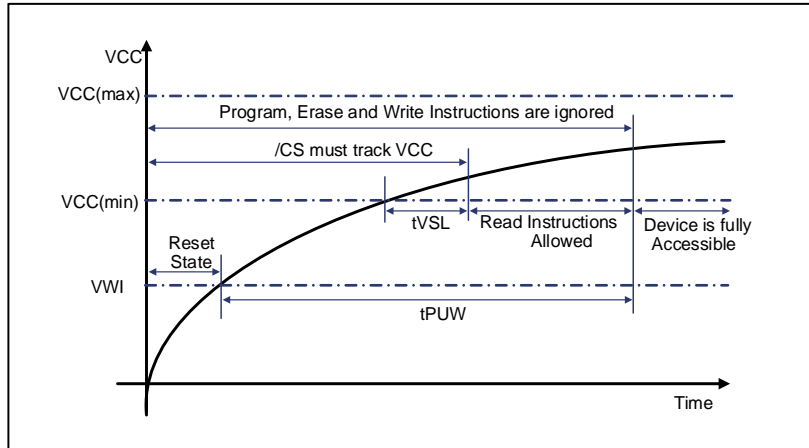 VCC
VCC(max)
Program, Erase and Write Instructions are ignored
/CS must track VCC
VCC(min)
tVSL
Read Instructions
Allowed
Device is fully
Accessible
Reset
State
VWI
tPUW
Time